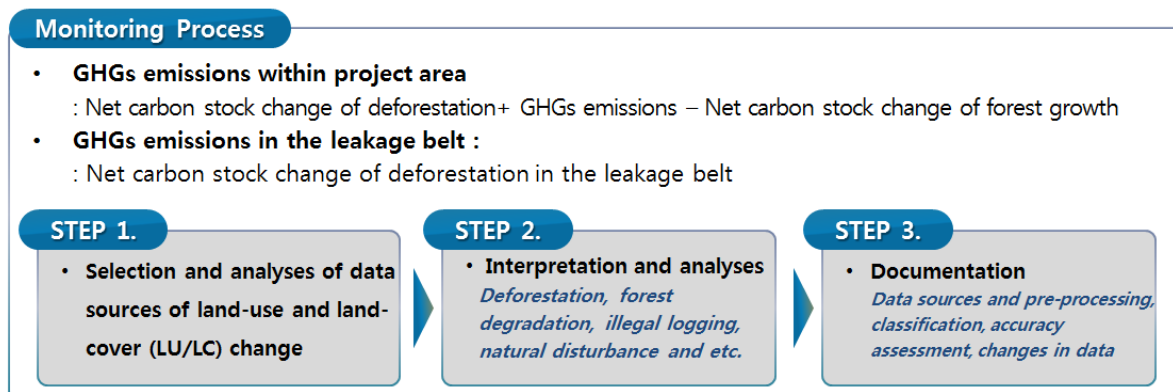 Monitoring Process
• GHGs emissions within project area
: Net carbon stock change of deforestation+ GHGs emissions – Net carbon stock change of forest growth
• GHGs emissions in the leakage belt :
: Net carbon stock change of deforestation in the leakage belt
STEP 1.
• Selection and analyses of data
sources of land-use and land-
cover (LU/LC) change
STEP 2.
• Interpretation and analyses
Deforestation, forest
degradation, illegal logging,
natural disturbance and etc.
STEP 3.
• Documentation
Data sources and pre-processing,
classification, accuracy
assessment, changes in data